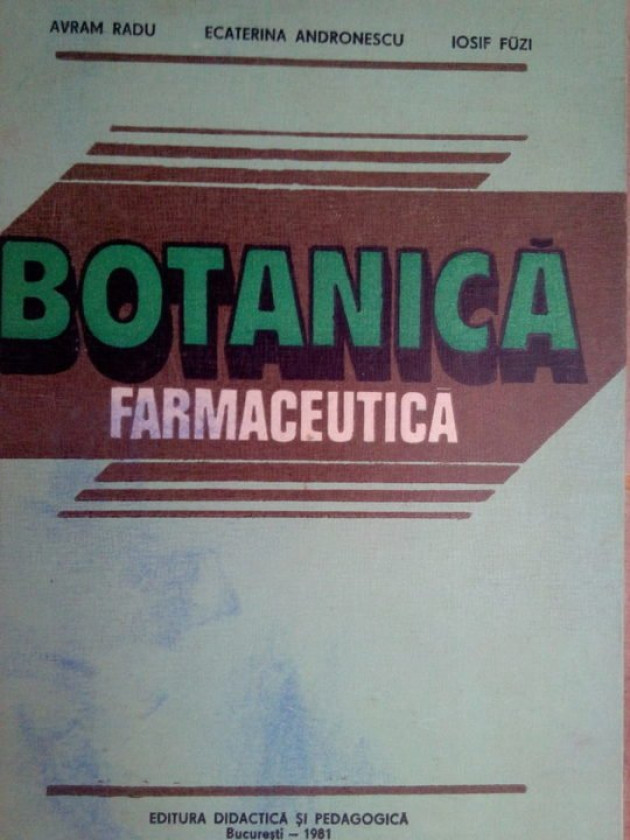 AVRAM RADU ECATERINA ANDRONESCU IOSIF FÜZI
BOTANICĂ
FARMACEUTICĂ
EDITURA DIDACTICĂ ȘI PEDAGOGICĂ
București – 1981